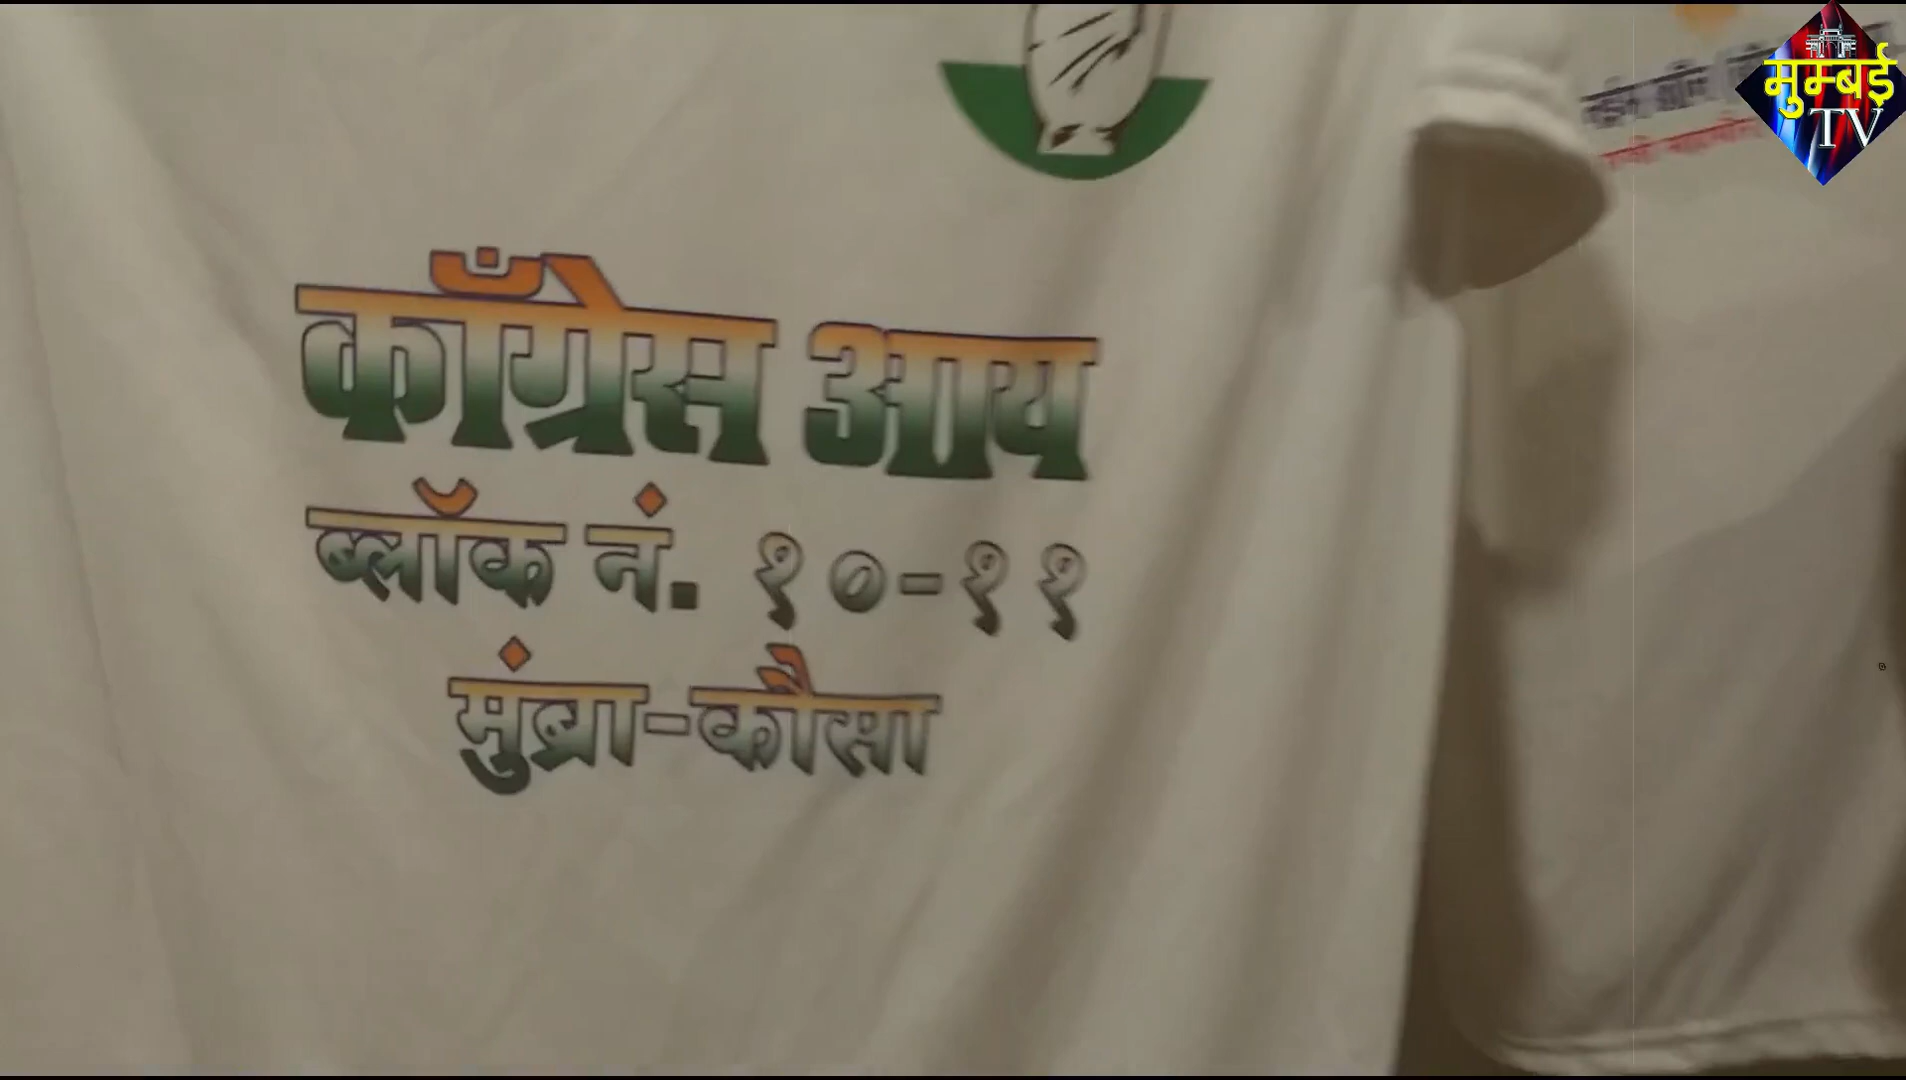 मुम्बई
TV
काँग्रेस आय
ब्लॉक नं. १०-११
मुंब्रा-कौसा